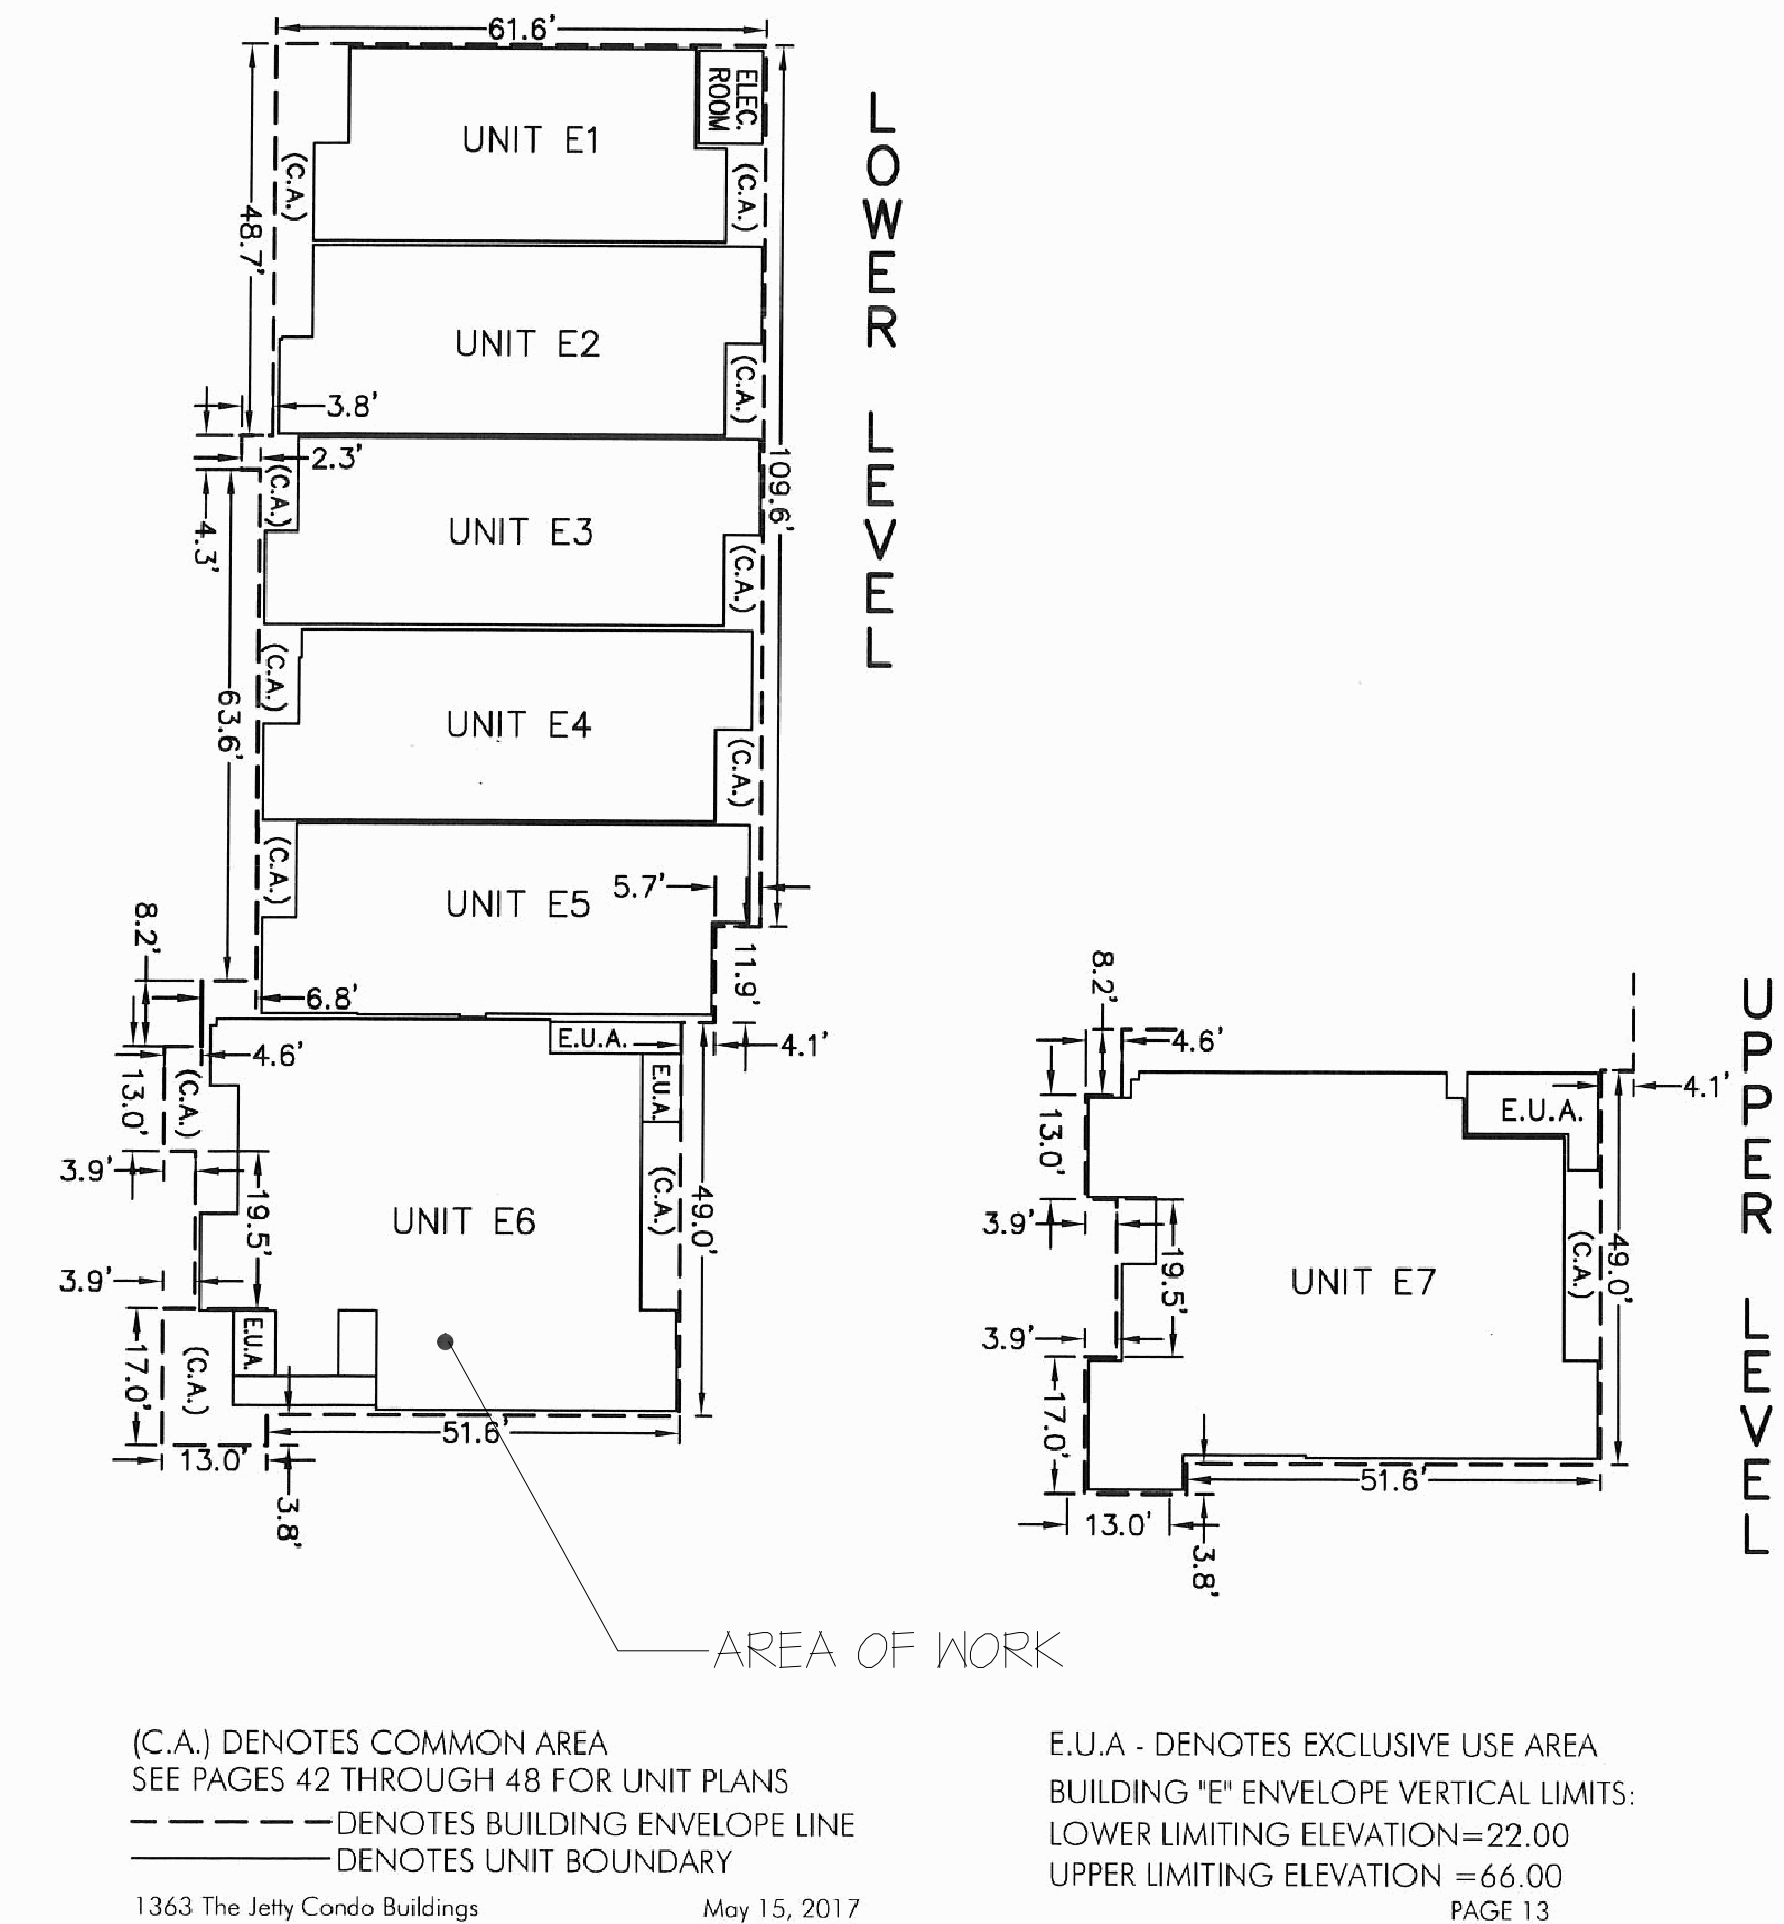 61.6'
ELEC.
ROOM
UNIT E1
(C.A.)
(C.A.)
48.7'
LOWER LEVEL
UNIT E2
(C.A.)
3.8'
2.3'
(C.A.)
109.6'
UNIT E3
4.3'
(C.A.)
(C.A.)
63.6'
UNIT E4
(C.A.)
(C.A.)
5.7'
UNIT E5
8.2'
11.9'
6.8'
E.U.A.
4.1'
4.6'
(C.A.)
13.0'
E.U.A.
3.9'
(C.A.)
19.5'
UNIT E6
49.0'
3.9'
E.U.A.
17.0'
(C.A.)
51.6'
13.0'
3.8'
UPPER LEVEL
8.2'
4.6'
4.1'
E.U.A.
13.0'
3.9'
19.5'
UNIT E7
(C.A.)
49.0'
3.9'
17.0'
51.6'
13.0'
3.8'
AREA OF WORK
(C.A.) DENOTES COMMON AREA
SEE PAGES 42 THROUGH 48 FOR UNIT PLANS
DENOTES BUILDING ENVELOPE LINE
DENOTES UNIT BOUNDARY
1363 The Jetty Condo Buildings
May 15, 2017
E.U.A - DENOTES EXCLUSIVE USE AREA
BUILDING "E" ENVELOPE VERTICAL LIMITS:
LOWER LIMITING ELEVATION=22.00
UPPER LIMITING ELEVATION =66.00
PAGE 13